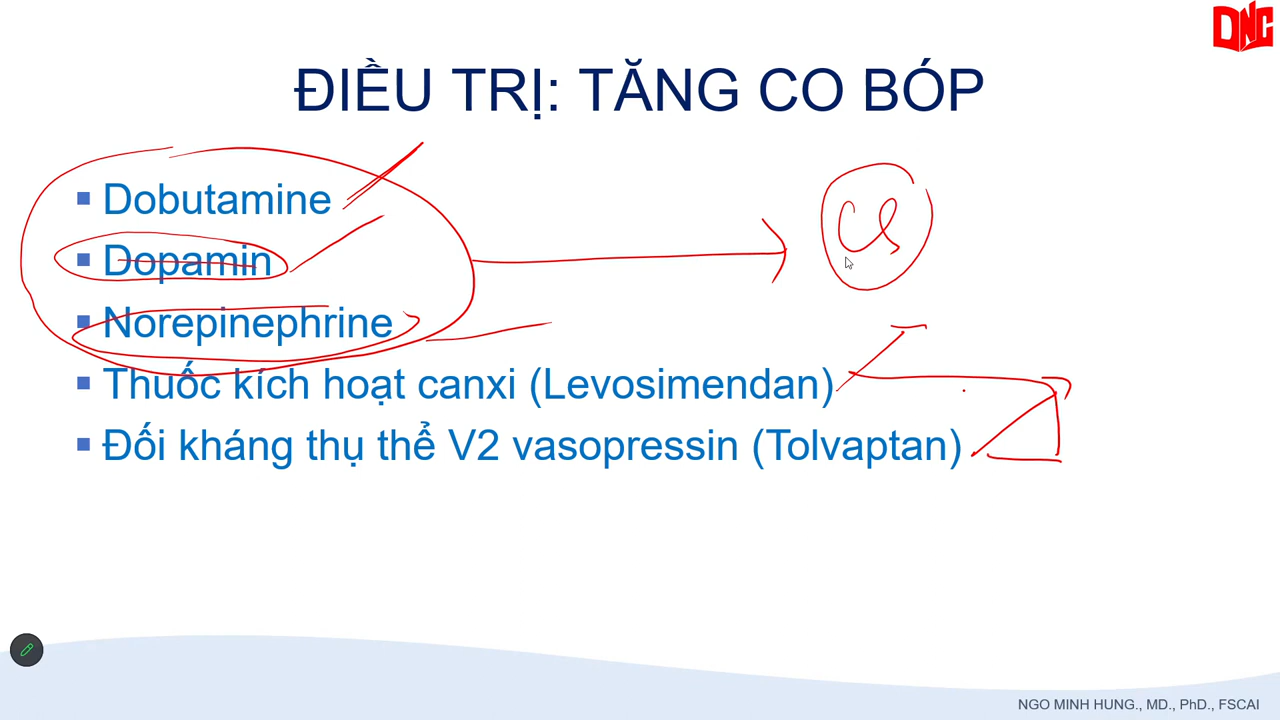 DNC
ĐIỀU TRỊ: TĂNG CO BÓP
Dobutamine
Dopamin
Norepinephrine
Thuốc kích hoạt canxi (Levosimendan)
Đối kháng thụ thể V2 vasopressin (Tolvaptan)
NGO MINH HUNG., MD., PhD., FSCAI